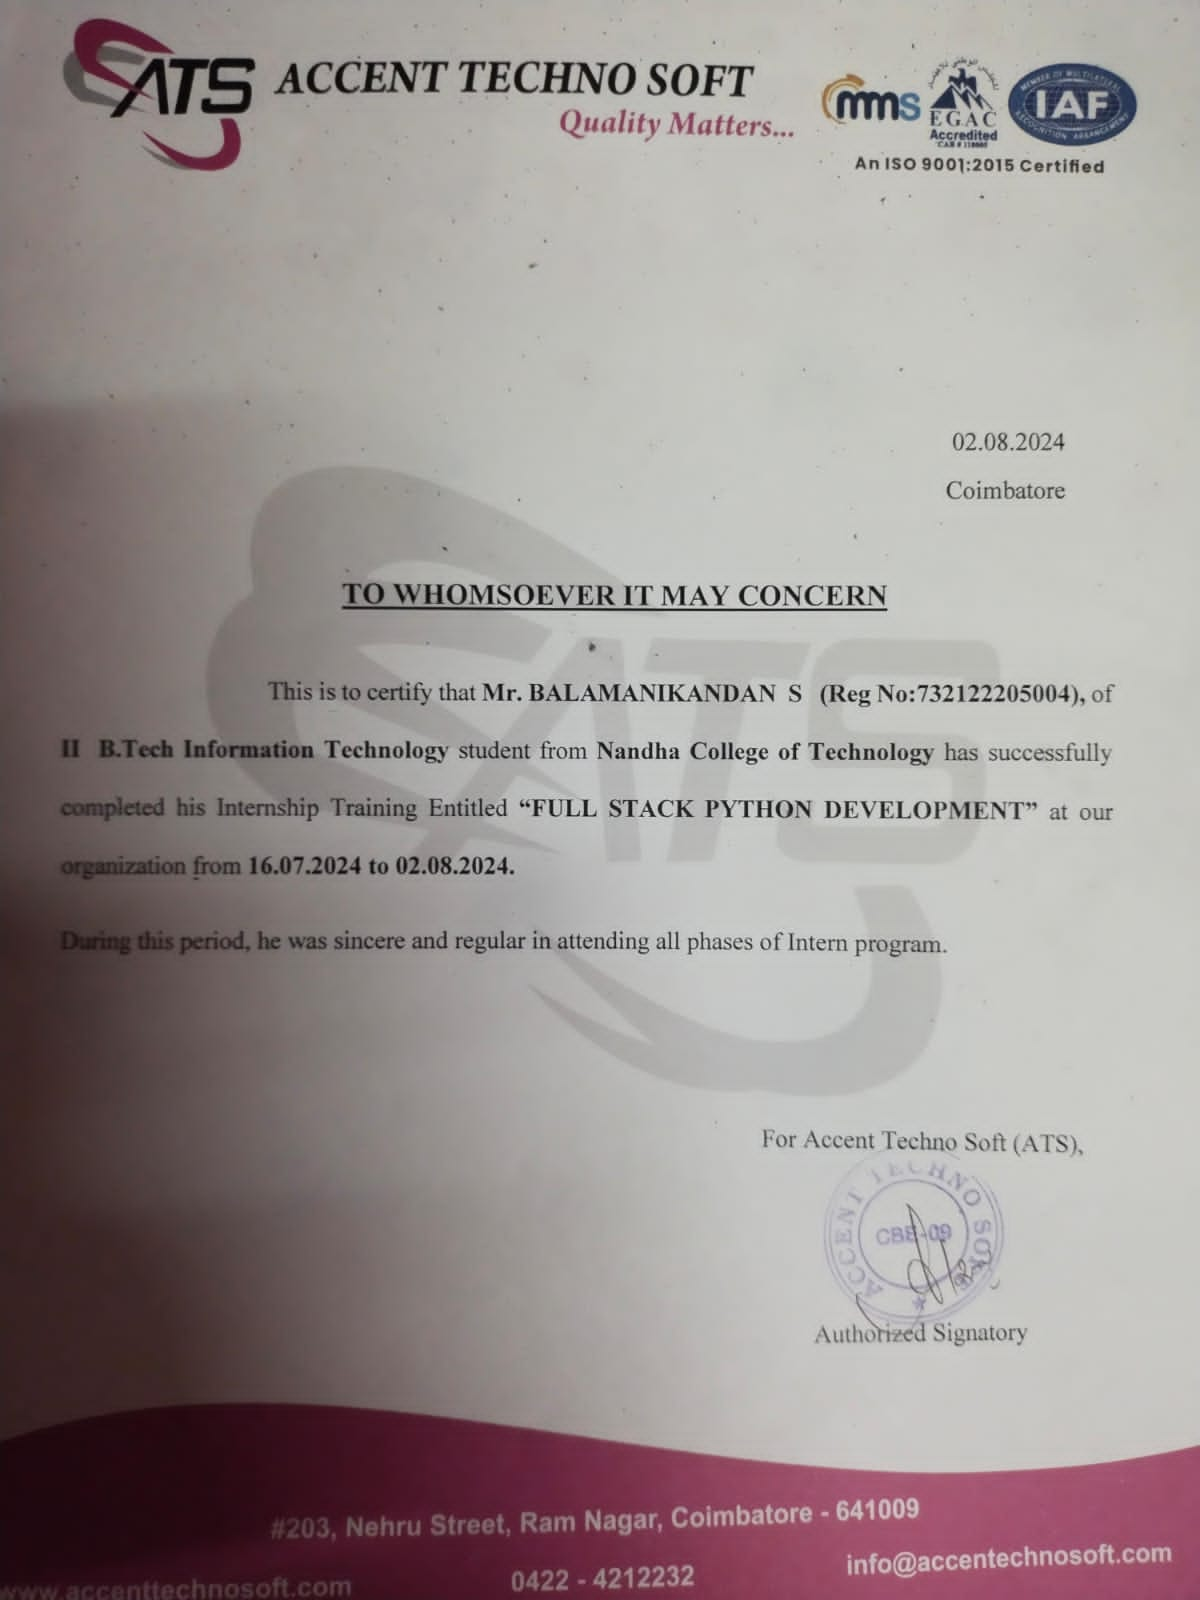 ATS ACCENT TECHNO SOFT
Quality Matters...
mms EGAC IAF
Accredited
An ISO 9001:2015 Certified
02.08.2024
Coimbatore
TO WHOMSOEVER IT MAY CONCERN
This is to certify that Mr. BALAMANIKANDAN S (Reg No:732122205004), of
II B.Tech Information Technology student from Nandha College of Technology has successfully
completed his Internship Training Entitled “FULL STACK PYTHON DEVELOPMENT” at our
organization from 16.07.2024 to 02.08.2024.
During this period, he was sincere and regular in attending all phases of Intern program.
For Accent Techno Soft (ATS),
ACCENT TECHNO SOFT
CBE-09
Authorized Signatory
#203, Nehru Street, Ram Nagar, Coimbatore - 641009
www.accenttechnosoft.com 0422 - 4212232 info@accentechnosoft.com